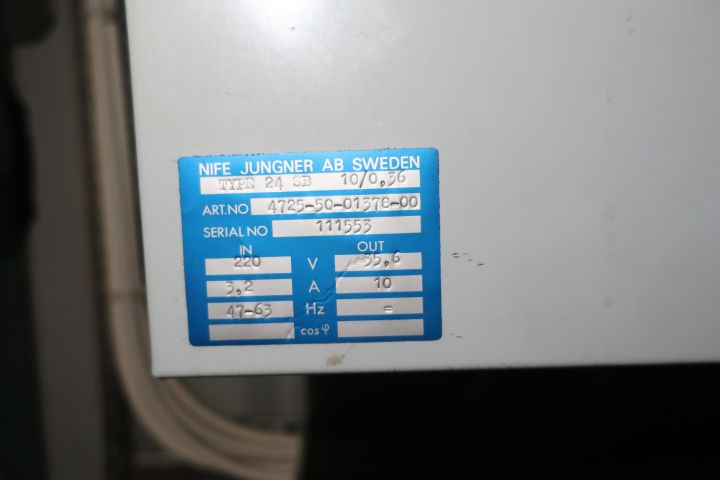 NIFE JUNGNER AB SWEDEN
TYPE 24 SB 10/0,36
ART.NO 4725-50-01378-00
SERIAL NO 111553
IN OUT
220 V 55,6
3,2 A 10
47-63 Hz =
cos φ